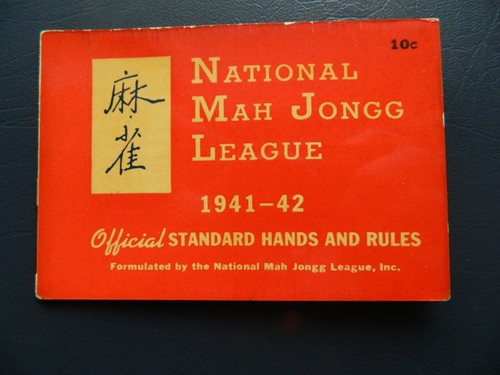 10c
麻雀
NATIONAL
MAH JONGG
LEAGUE
1941-42
Official STANDARD HANDS AND RULES
Formulated by the National Mah Jongg League, Inc.